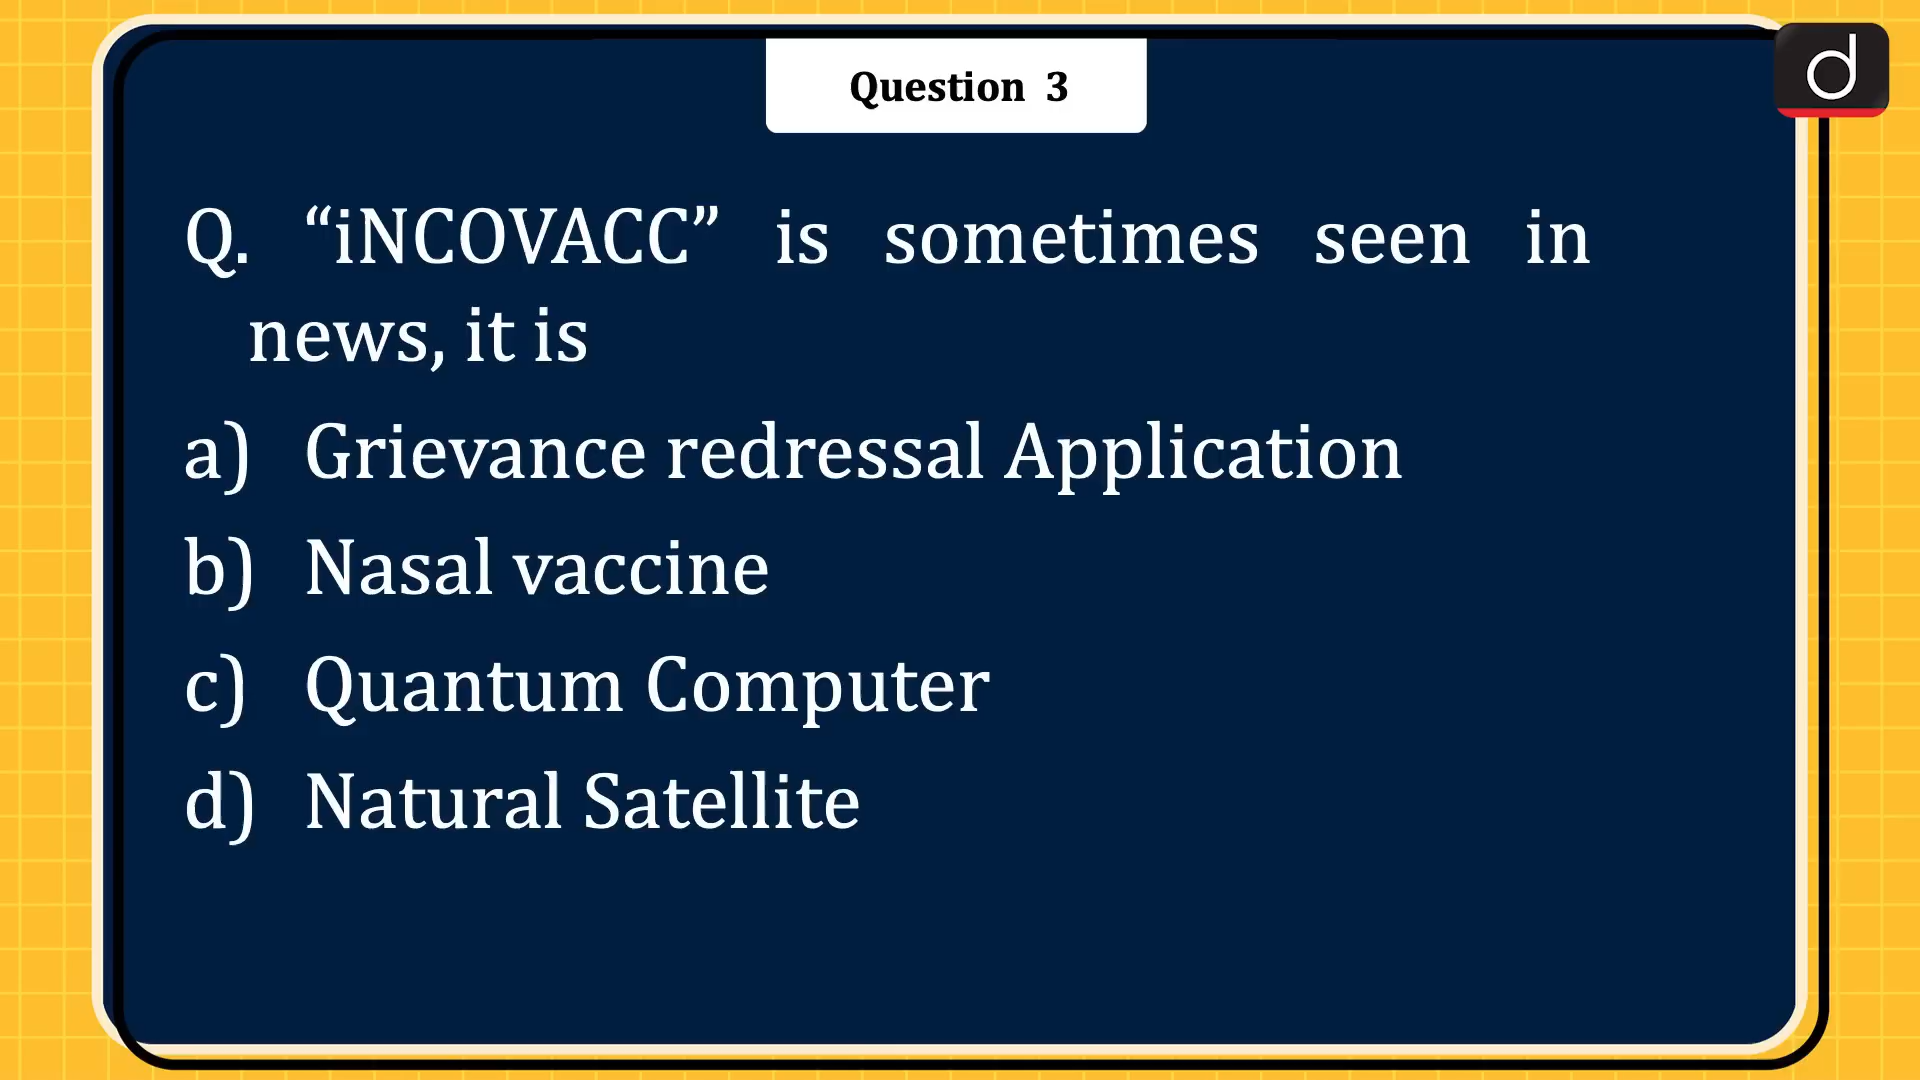 Question 3
Q. “iNCOVACC” is sometimes seen in
news, it is
a) Grievance redressal Application
b) Nasal vaccine
c) Quantum Computer
d) Natural Satellite
d